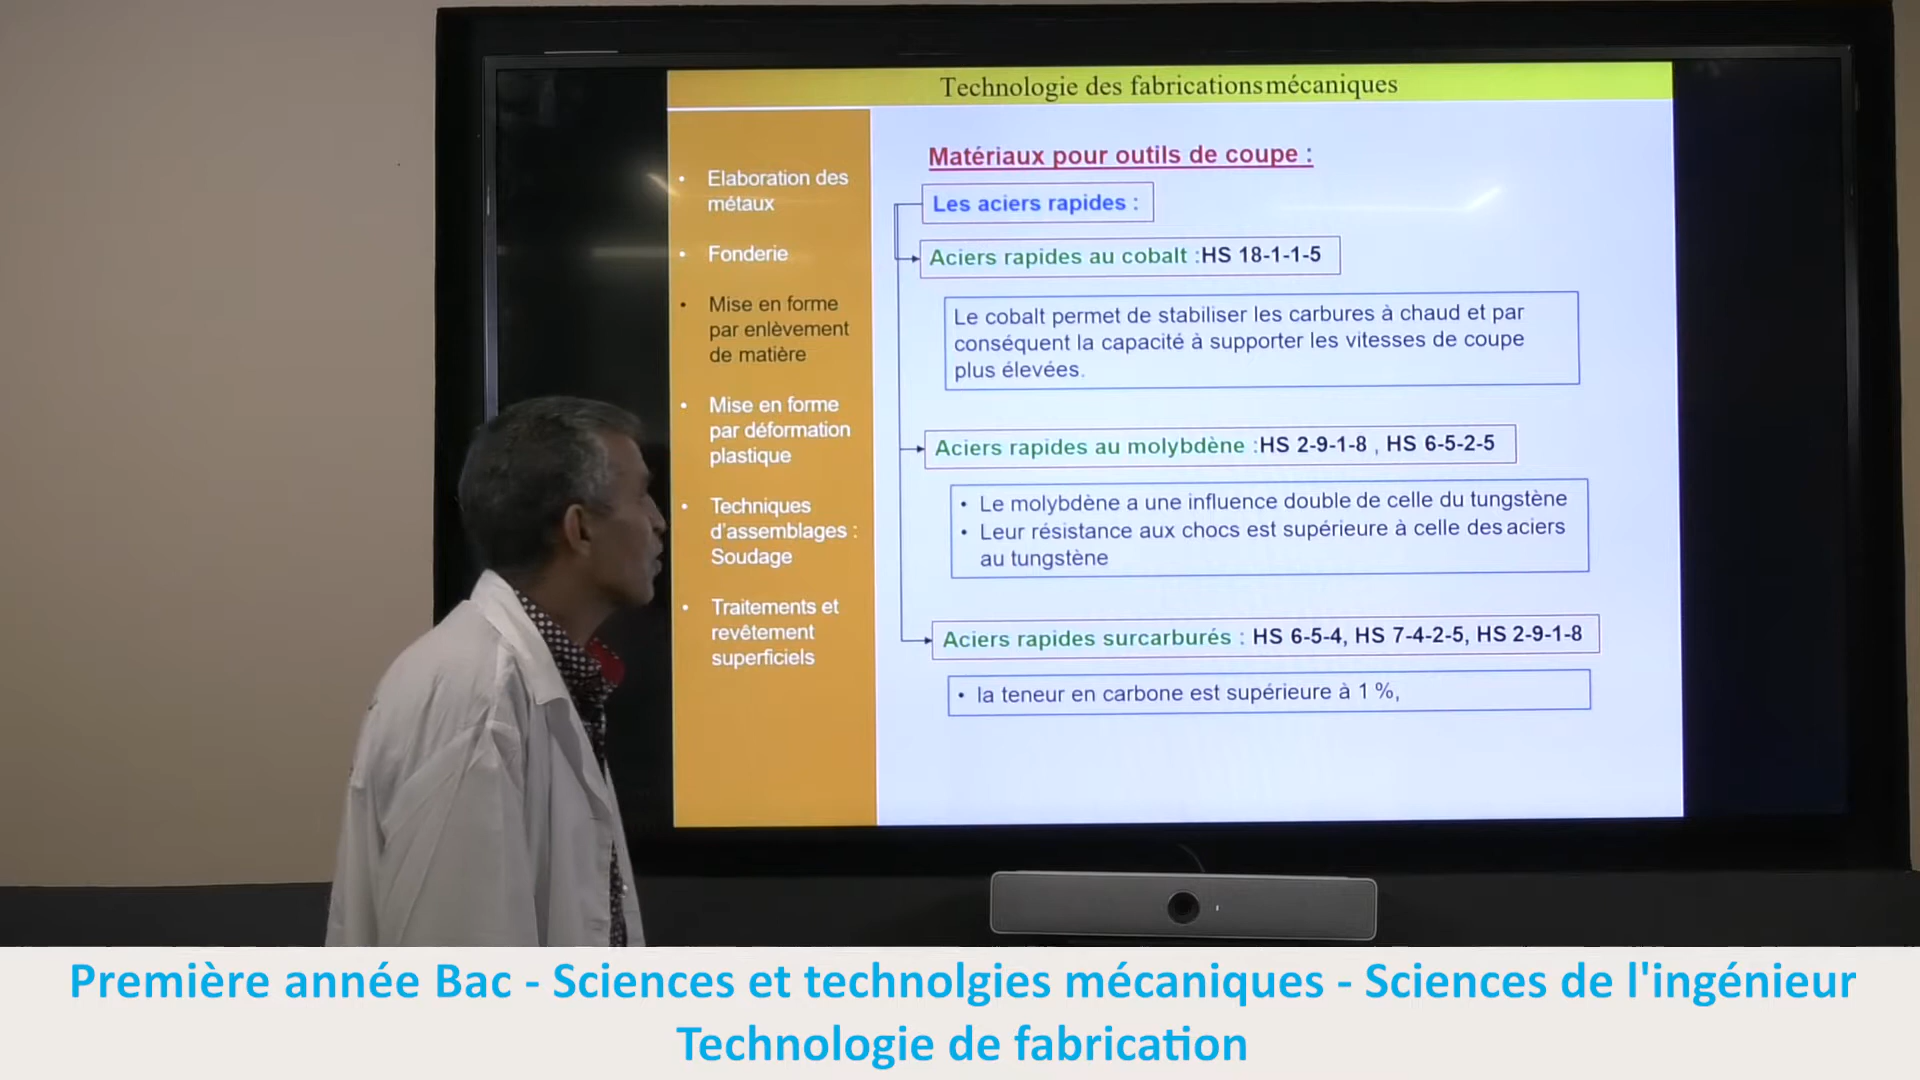 Technologie des fabrications mécaniques
• Elaboration des
métaux
• Fonderie
• Mise en forme
par enlèvement
de matière
• Mise en forme
par déformation
plastique
• Techniques
d'assemblages :
Soudage
• Traitements et
revêtement
superficiels
Matériaux pour outils de coupe :
Les aciers rapides :
Aciers rapides au cobalt :HS 18-1-1-5
Le cobalt permet de stabiliser les carbures à chaud et par
conséquent la capacité à supporter les vitesses de coupe
plus élevées.
Aciers rapides au molybdène :HS 2-9-1-8 , HS 6-5-2-5
• Le molybdène a une influence double de celle du tungstène
• Leur résistance aux chocs est supérieure à celle des aciers
au tungstène
Aciers rapides surcarburés : HS 6-5-4, HS 7-4-2-5, HS 2-9-1-8
• la teneur en carbone est supérieure à 1 %,
Première année Bac - Sciences et technolgies mécaniques - Sciences de l'ingénieur
Technologie de fabrication